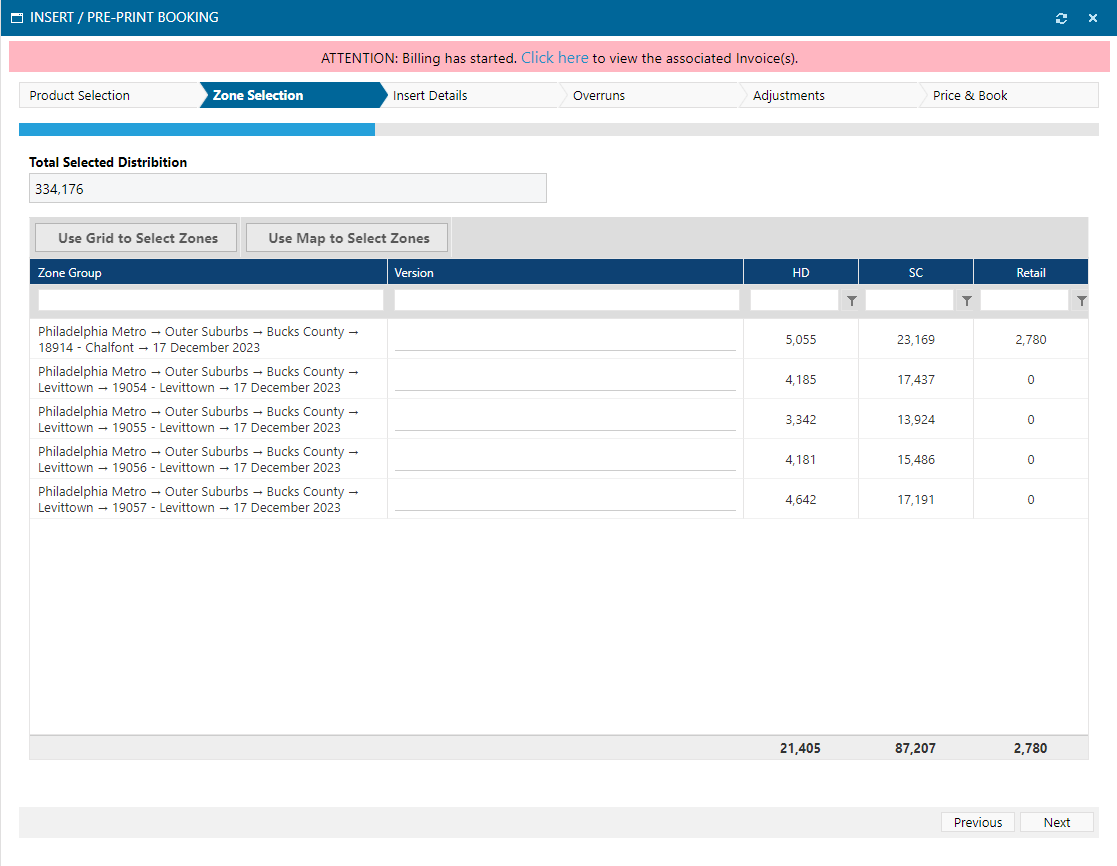 INSERT / PRE-PRINT BOOKING
ATTENTION: Billing has started. Click here to view the associated Invoice(s).
Product Selection Zone Selection Insert Details Overruns Adjustments Price & Book
Total Selected Distribition
334,176
Use Grid to Select Zones Use Map to Select Zones
Zone Group Version HD SC Retail
Philadelphia Metro → Outer Suburbs → Bucks County →
18914 - Chalfont → 17 December 2023 5,055 23,169 2,780
Philadelphia Metro → Outer Suburbs → Bucks County →
Levittown → 19054 - Levittown → 17 December 2023 4,185 17,437 0
Philadelphia Metro → Outer Suburbs → Bucks County →
Levittown → 19055 - Levittown → 17 December 2023 3,342 13,924 0
Philadelphia Metro → Outer Suburbs → Bucks County →
Levittown → 19056 - Levittown → 17 December 2023 4,181 15,486 0
Philadelphia Metro → Outer Suburbs → Bucks County →
Levittown → 19057 - Levittown → 17 December 2023 4,642 17,191 0
21,405 87,207 2,780
Previous Next